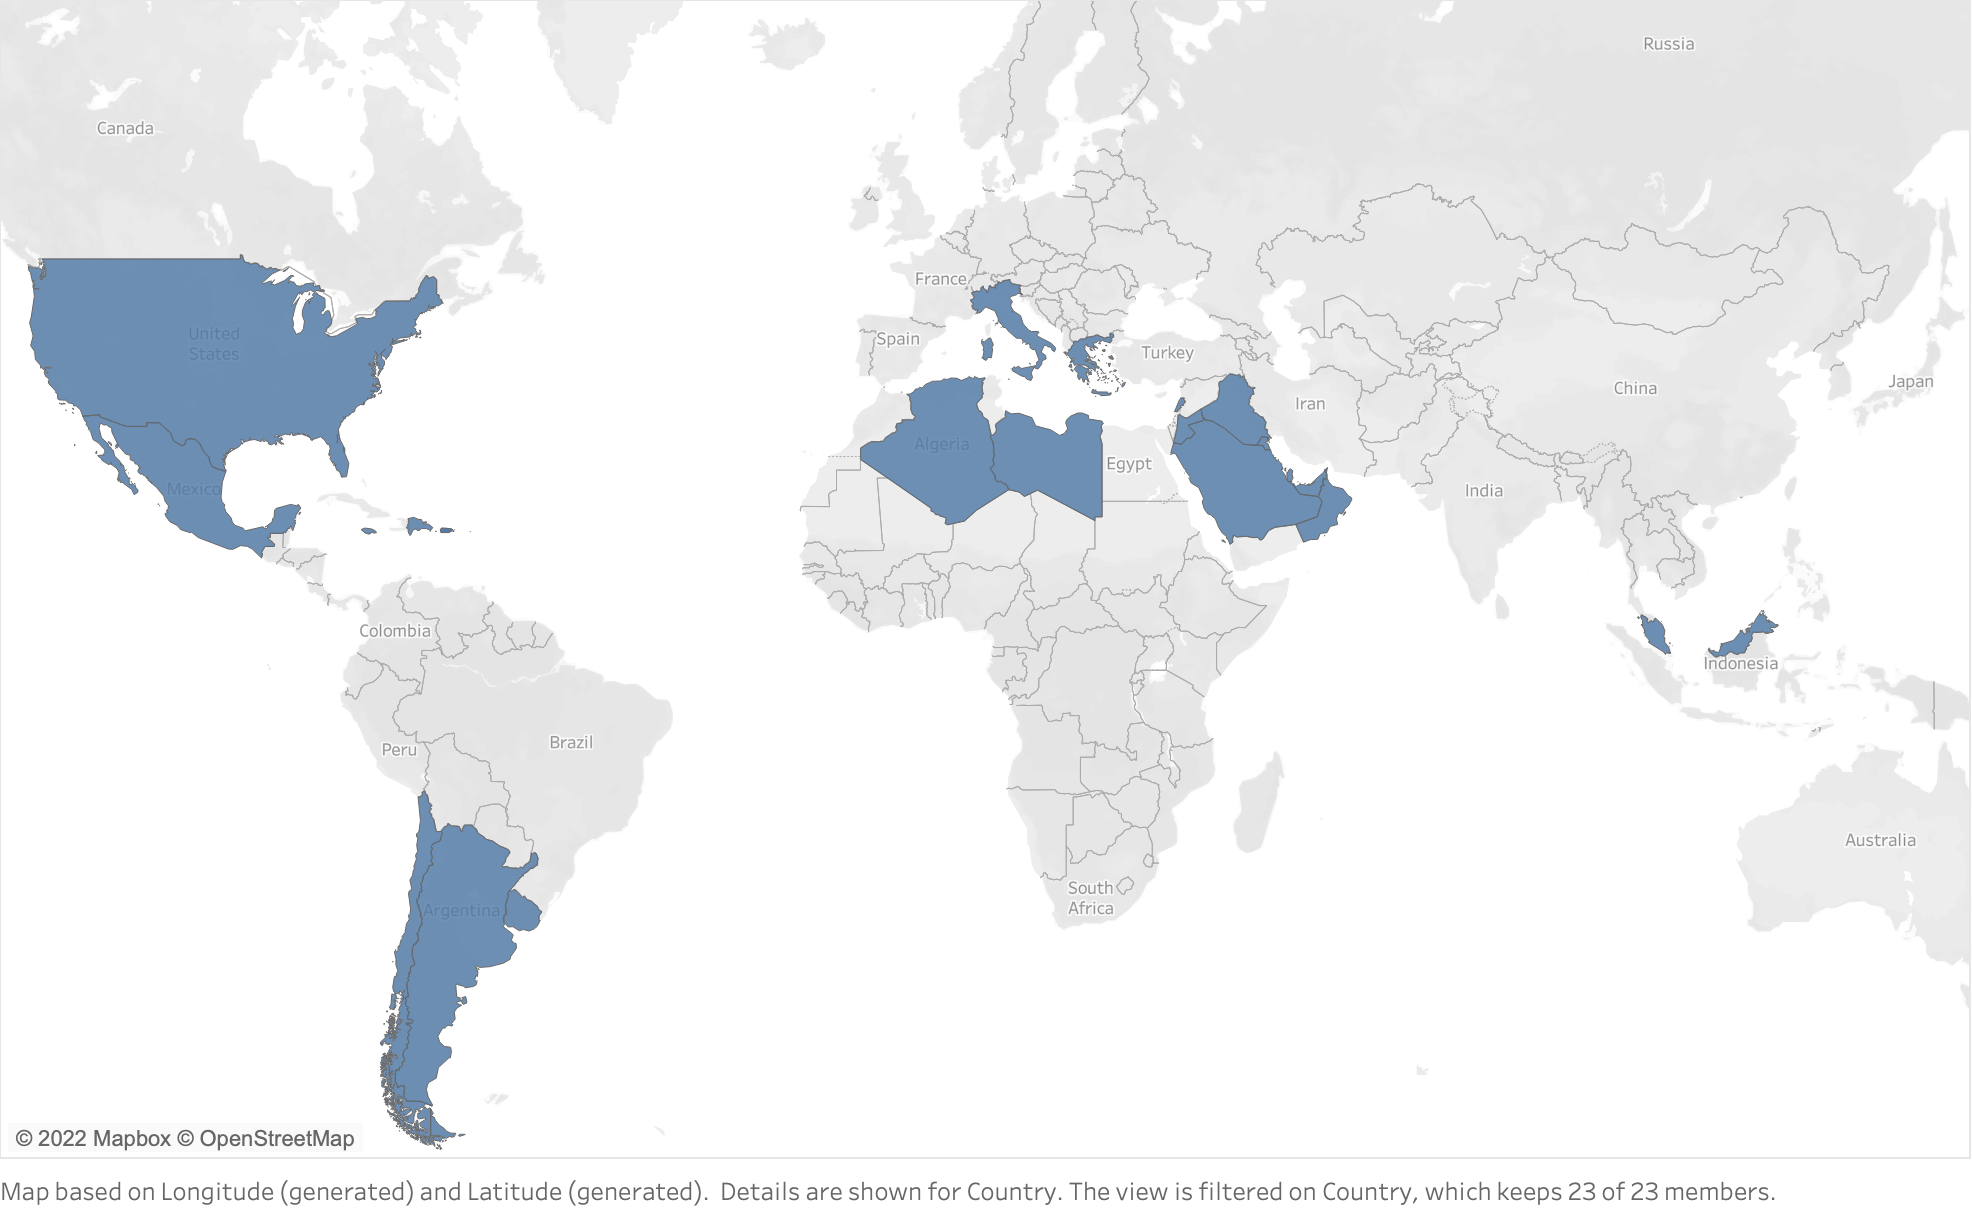 Russia
Canada
France
United
States
Spain
Turkey
China
Japan
Iran
Algeria
Egypt
Mexico
India
Colombia
Indonesia
Brazil
Peru
Australia
South
Africa
Argentina
© 2022 Mapbox © OpenStreetMap
Map based on Longitude (generated) and Latitude (generated).  Details are shown for Country. The view is filtered on Country, which keeps 23 of 23 members.